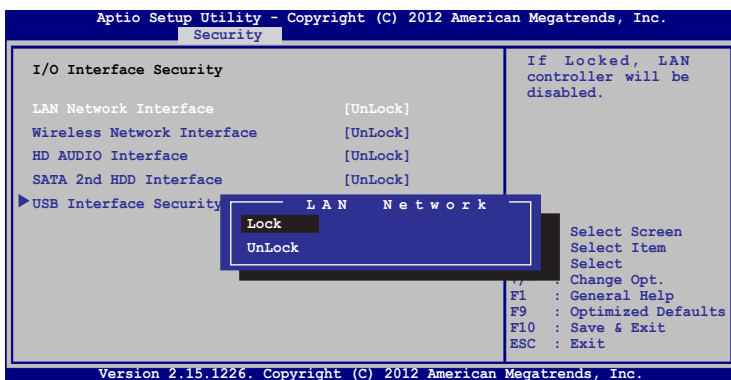 Aptio Setup Utility - Copyright (C) 2012 American Megatrends, Inc.
Security
I/O Interface Security
LAN Network Interface [UnLock]
Wireless Network Interface [UnLock]
HD AUDIO Interface [UnLock]
SATA 2nd HDD Interface [UnLock]
USB Interface Security
LAN Network
Lock
UnLock
If Locked, LAN
controller will be
disabled.
Select Screen
Select Item
Select
: Change Opt.
F1 : General Help
F9 : Optimized Defaults
F10 : Save & Exit
ESC : Exit
Version 2.15.1226. Copyright (C) 2012 American Megatrends, Inc.